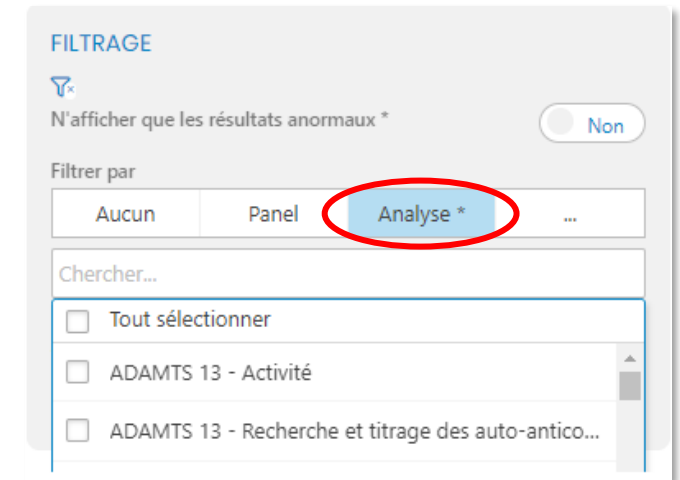 FILTRAGE
N'afficher que les résultats anormaux *
Non
Filtrer par
Aucun Panel Analyse * ...
Chercher...
Tout sélectionner
ADAMTS 13 - Activité
ADAMTS 13 - Recherche et titrage des auto-antico...